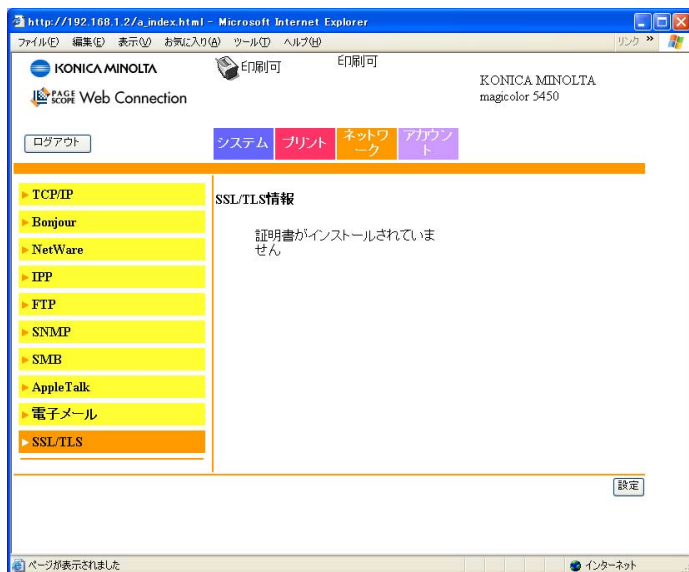 http://192.168.1.2/a_index.html - Microsoft Internet Explorer
ファイル(F) 編集(E) 表示(V) お気に入り(A) ツール(T) ヘルプ(H)
リンク »
KONICA MINOLTA
印刷可
印刷可
KONICA MINOLTA
magicolor 5450
PAGE SCOPE Web Connection
ログアウト
システム
プリント
ネットワ
ーク
アカウン
ト
TCP/IP
Bonjour
NetWare
IPP
FTP
SNMP
SMB
AppleTalk
電子メール
SSL/TLS
SSL/TLS情報
証明書がインストールされていま
せん
設定
ページが表示されました
インターネット